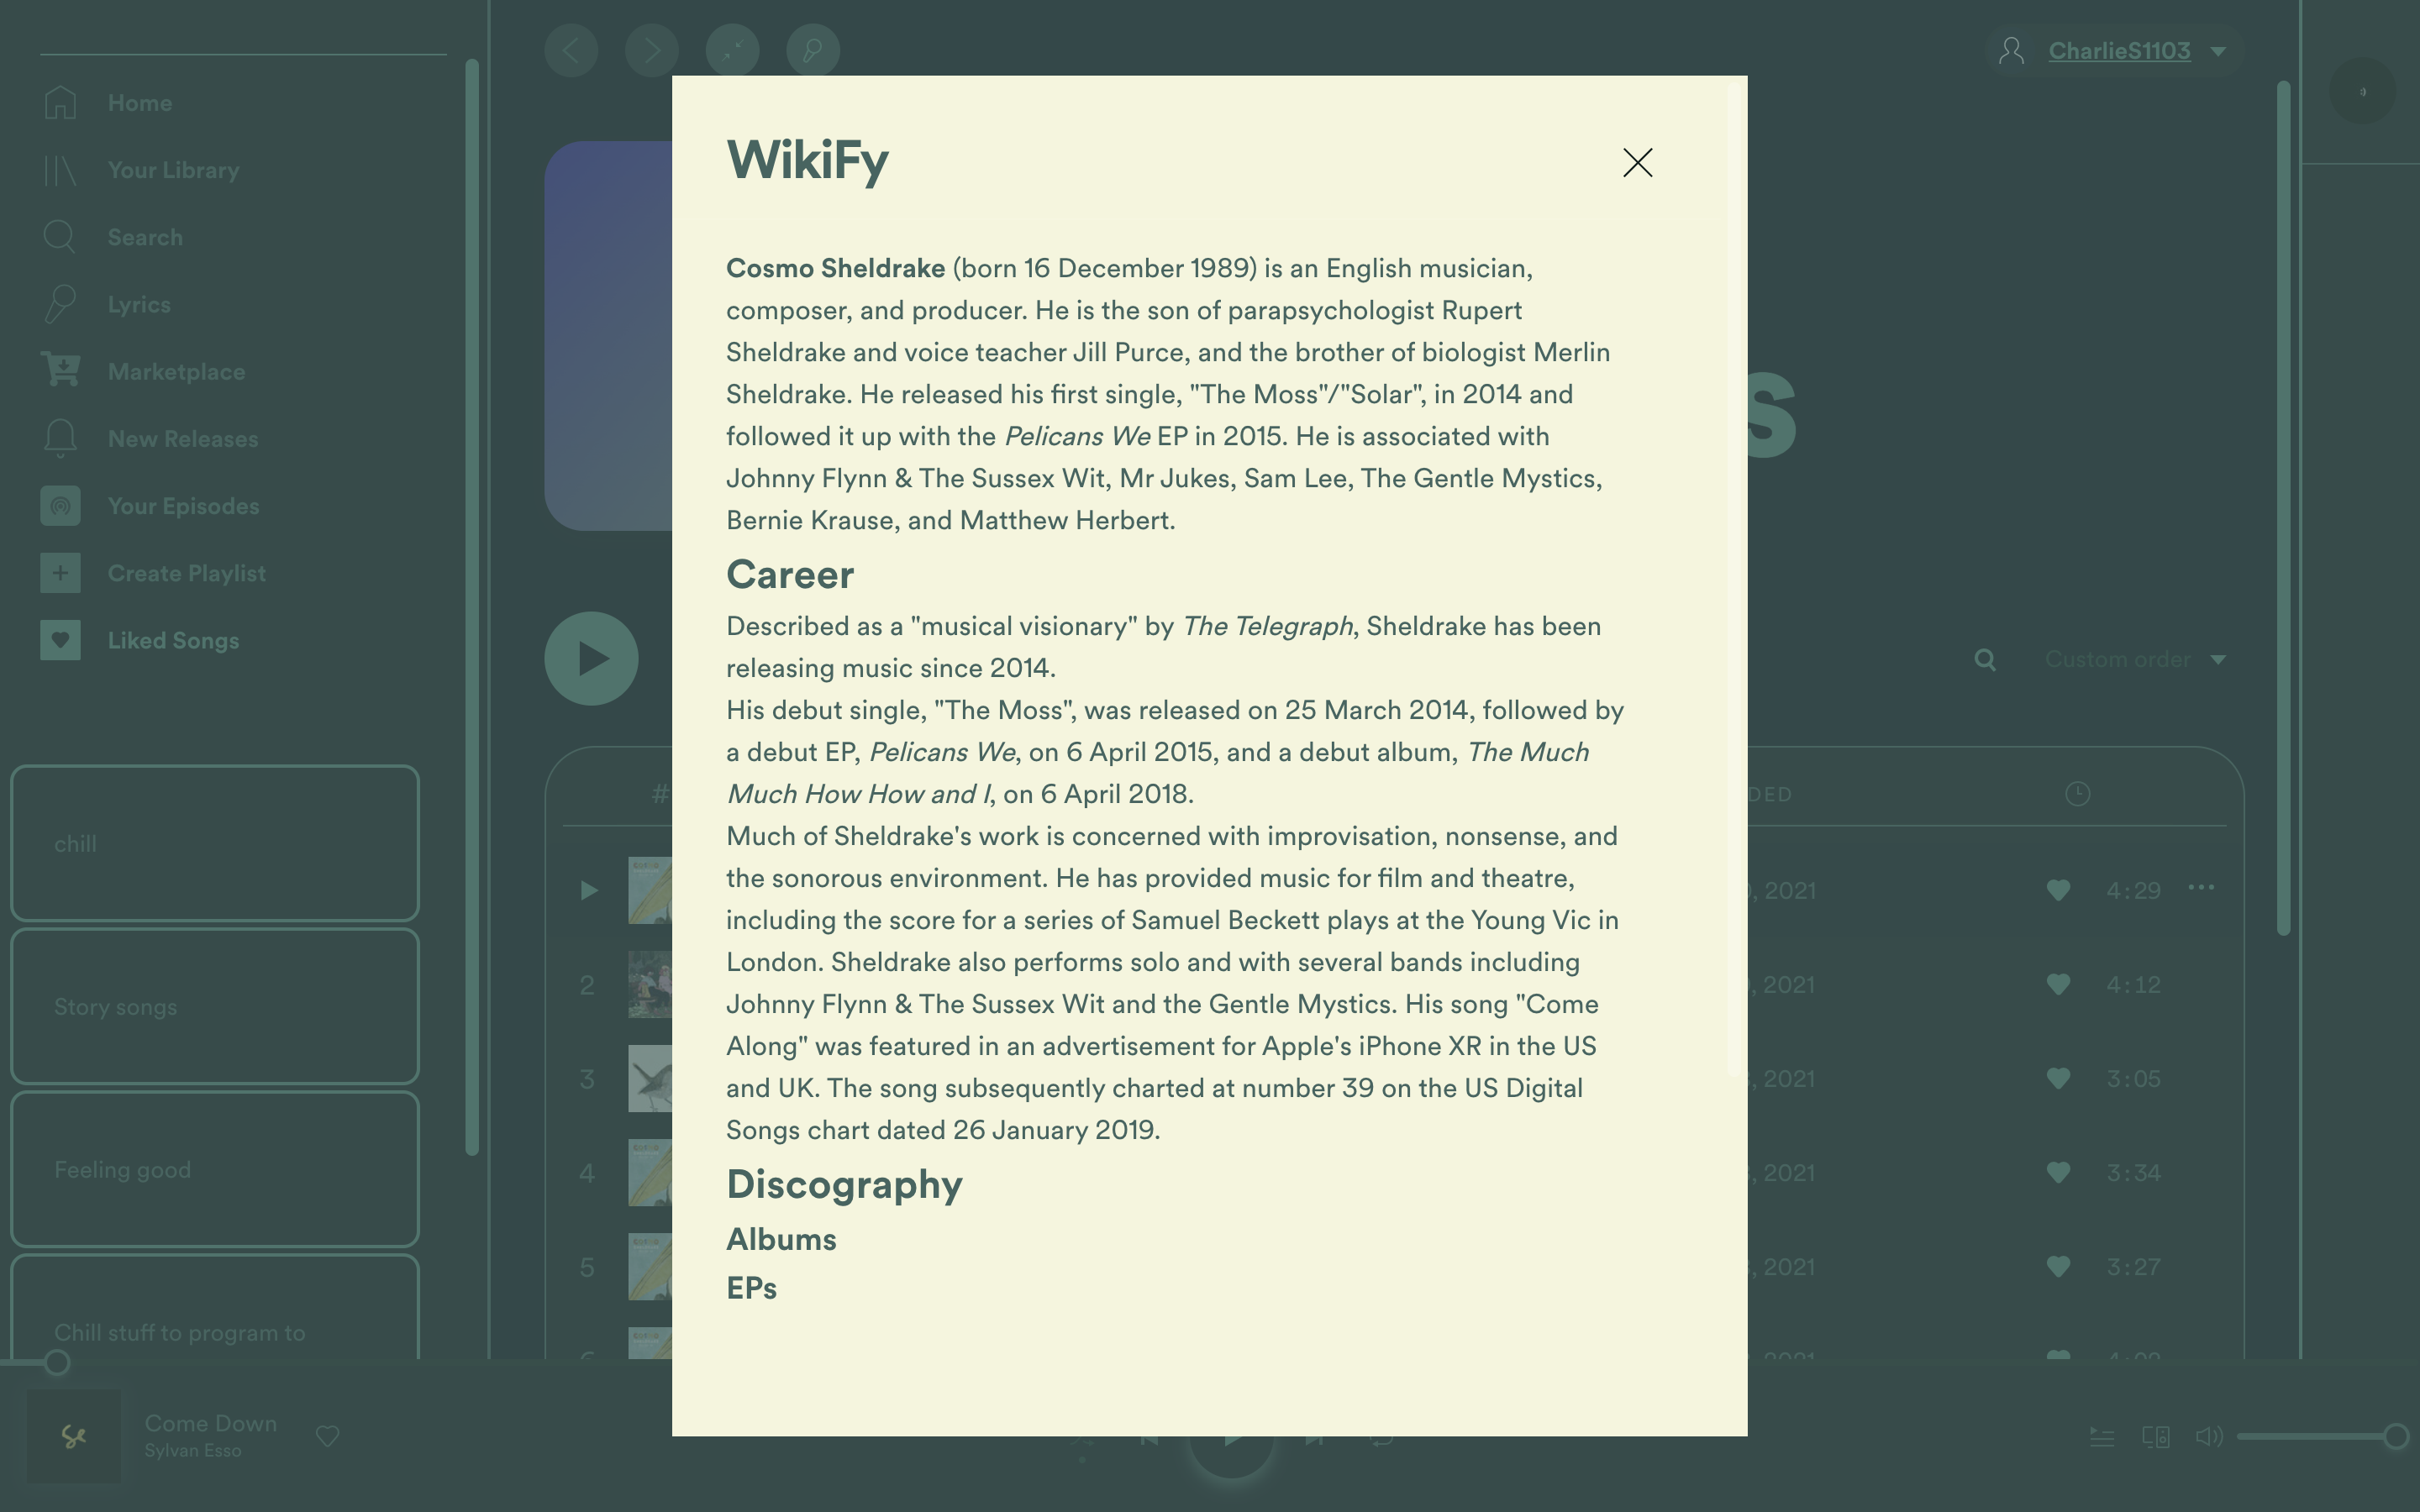 Home
Your Library
Search
Lyrics
Marketplace
New Releases
Your Episodes
Create Playlist
Liked Songs
chill
Story songs
Feeling good
Chill stuff to program to
CharlieS1103
WikiFy
Cosmo Sheldrake (born 16 December 1989) is an English musician,
composer, and producer. He is the son of parapsychologist Rupert
Sheldrake and voice teacher Jill Purce, and the brother of biologist Merlin
Sheldrake. He released his first single, "The Moss"/"Solar", in 2014 and
followed it up with the Pelicans We EP in 2015. He is associated with
Johnny Flynn & The Sussex Wit, Mr Jukes, Sam Lee, The Gentle Mystics,
Bernie Krause, and Matthew Herbert.
Career
Described as a "musical visionary" by The Telegraph, Sheldrake has been
releasing music since 2014.
His debut single, "The Moss", was released on 25 March 2014, followed by
a debut EP, Pelicans We, on 6 April 2015, and a debut album, The Much
Much How How and I, on 6 April 2018.
Much of Sheldrake's work is concerned with improvisation, nonsense, and
the sonorous environment. He has provided music for film and theatre,
including the score for a series of Samuel Beckett plays at the Young Vic in
London. Sheldrake also performs solo and with several bands including
Johnny Flynn & The Sussex Wit and the Gentle Mystics. His song "Come
Along" was featured in an advertisement for Apple's iPhone XR in the US
and UK. The song subsequently charted at number 39 on the US Digital
Songs chart dated 26 January 2019.
Discography
Albums
EPs
s
Custom order
# DED
, 2021 4:29
2 , 2021 4:12
3 , 2021 3:05
4 , 2021 3:34
5 , 2021 3:27
Come Down
Sylvan Esso